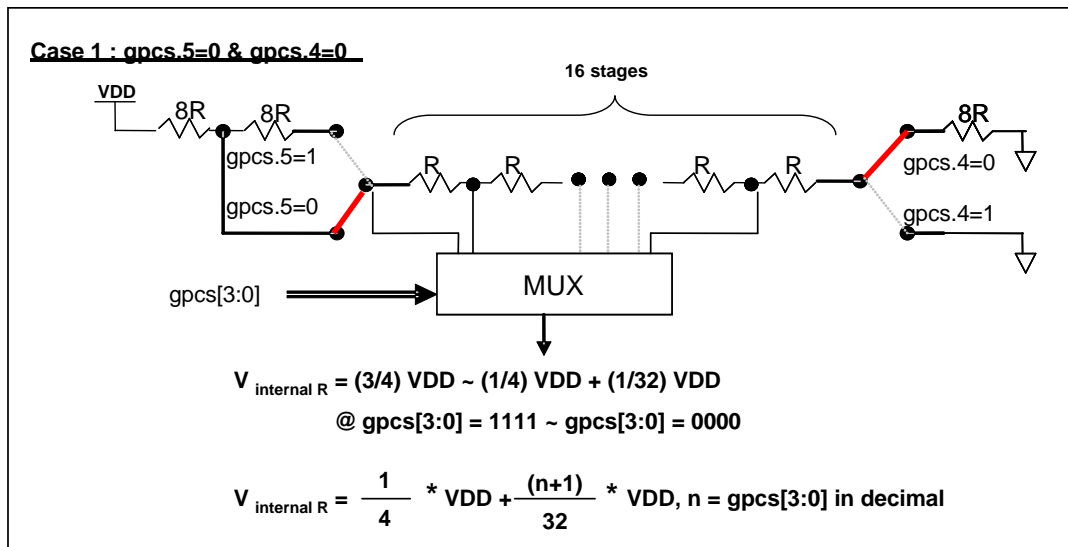 Case 1 : gpcs.5=0 & gpcs.4=0
16 stages
VDD
8R
8R
8R
gpcs.5=1
R
R
R
R
gpcs.4=0
gpcs.5=0
gpcs.4=1
MUX
gpcs[3:0]
V internal R = (3/4) VDD ~ (1/4) VDD + (1/32) VDD
@ gpcs[3:0] = 1111 ~ gpcs[3:0] = 0000
V internal R = 1/4 * VDD + (n+1)/32 * VDD, n = gpcs[3:0] in decimal